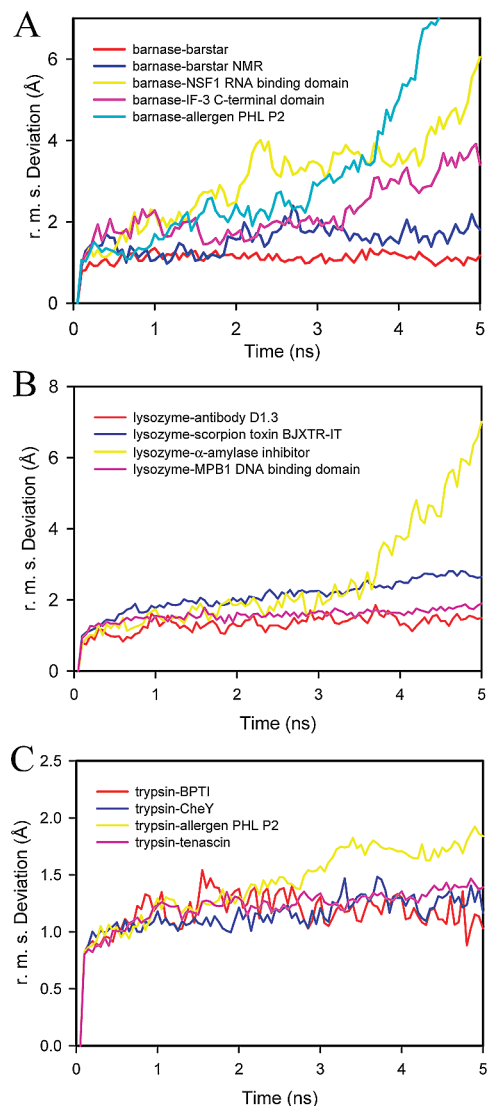 A
r. m. s. Deviation (Å)
6
4
2
0
barnase-barstar
barnase-barstar NMR
barnase-NSF1 RNA binding domain
barnase-IF-3 C-terminal domain
barnase-allergen PHL P2
0 1 2 3 4 5
Time (ns)
B
r. m. s. Deviation (Å)
8
6
4
2
0
lysozyme-antibody D1.3
lysozyme-scorpion toxin BJXTR-IT
lysozyme-α-amylase inhibitor
lysozyme-MPB1 DNA binding domain
0 1 2 3 4 5
Time (ns)
C
r. m. s. Deviation (Å)
2.5
2.0
1.5
1.0
0.5
0.0
trypsin-BPTI
trypsin-CheY
trypsin-allergen PHL P2
trypsin-tenascin
0 1 2 3 4 5
Time (ns)